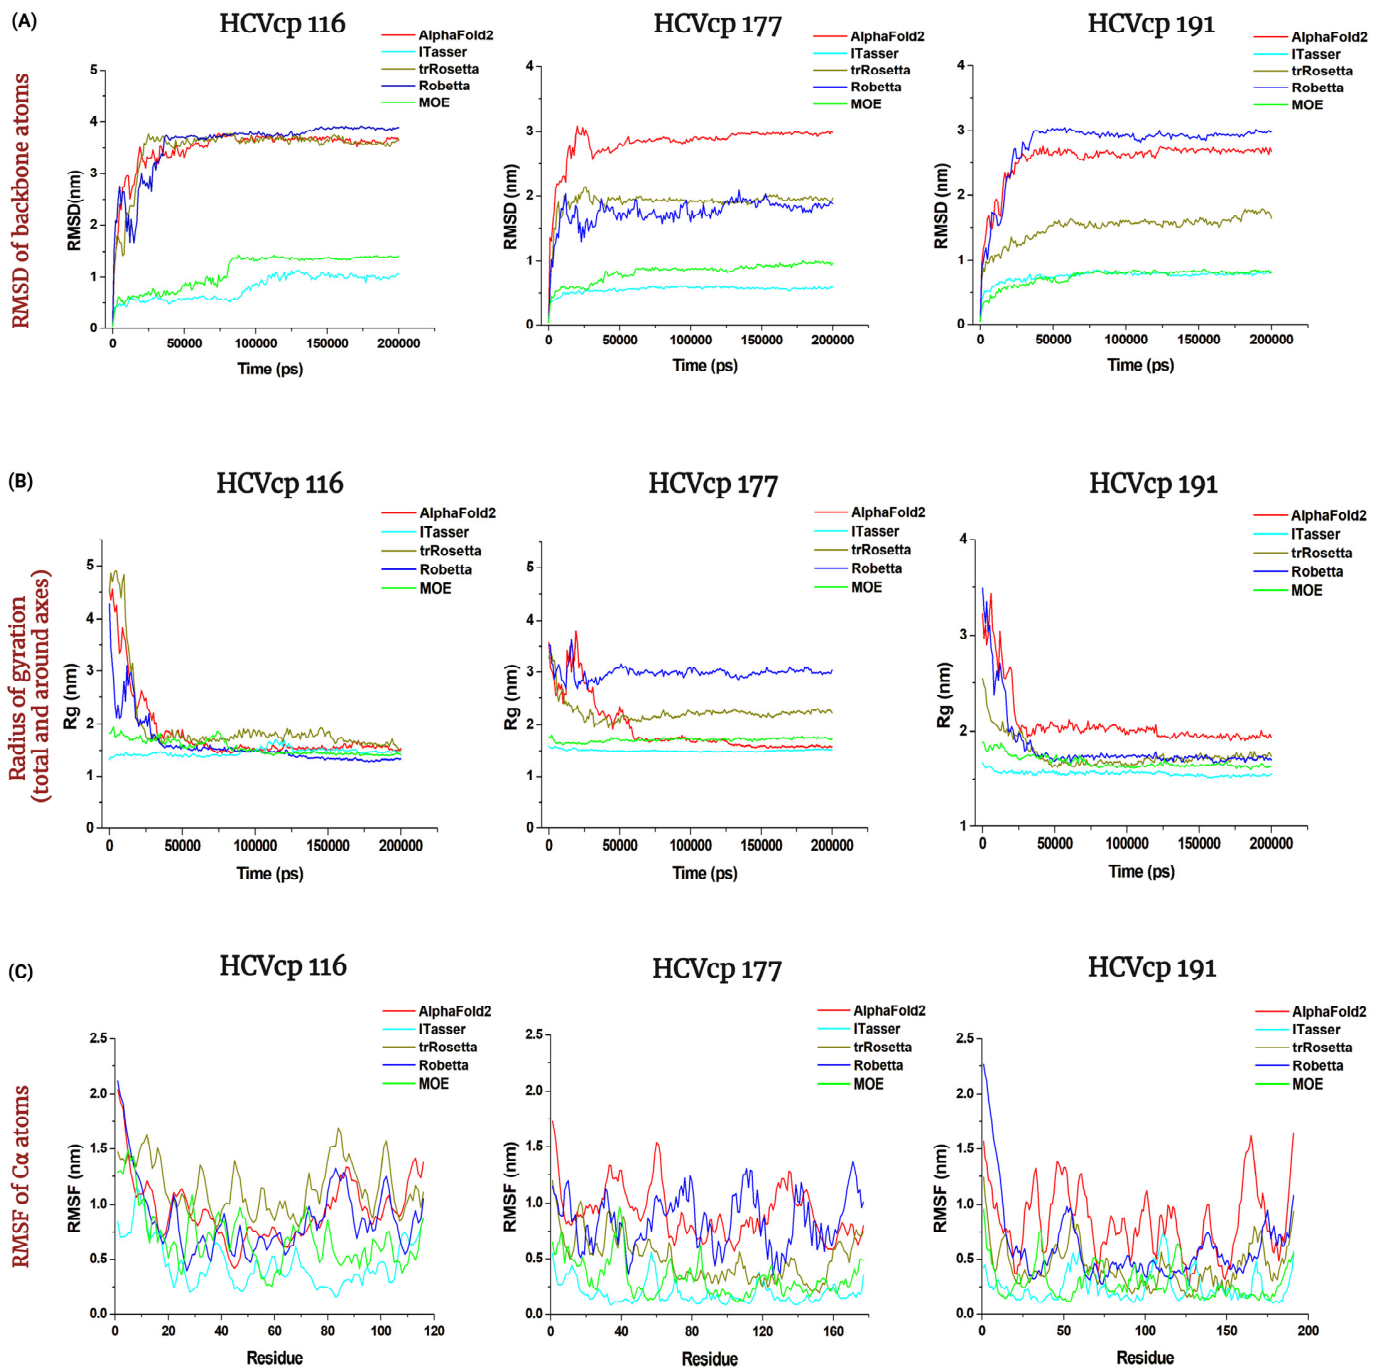 (A)
HCVcp 116
HCVcp 177
HCVcp 191
RMSD of backbone atoms
AlphaFold2
ITasser
trRosetta
Robetta
MOE
RMSD(nm)
5
4
3
2
1
0
0 50000 100000 150000 200000
Time (ps)
AlphaFold2
ITasser
trRosetta
Robetta
MOE
RMSD (nm)
4
3
2
1
0
0 50000 100000 150000 200000
Time (ps)
AlphaFold2
ITasser
trRosetta
Robetta
MOE
RMSD (nm)
4
3
2
1
0
0 50000 100000 150000 200000
Time (ps)
(B)
HCVcp 116
HCVcp 177
HCVcp 191
Radius of gyration
(total and around axes)
AlphaFold2
ITasser
trRosetta
Robetta
MOE
Rg (nm)
5
4
3
2
1
0
0 50000 100000 150000 200000
Time (ps)
AlphaFold2
ITasser
trRosetta
Robetta
MOE
Rg (nm)
5
4
3
2
1
0
0 50000 100000 150000 200000
Time (ps)
AlphaFold2
ITasser
trRosetta
Robetta
MOE
Rg (nm)
4
3
2
1
0 50000 100000 150000 200000
Time (ps)
(C)
HCVcp 116
HCVcp 177
HCVcp 191
RMSF of Cα atoms
AlphaFold2
ITasser
trRosetta
Robetta
MOE
RMSF (nm)
2.5
2.0
1.5
1.0
0.5
0.0
0 20 40 60 80 100 120
Residue
AlphaFold2
ITasser
trRosetta
Robetta
MOE
RMSF (nm)
2.5
2.0
1.5
1.0
0.5
0.0
0 40 80 120 160
Residue
AlphaFold2
ITasser
trRosetta
Robetta
MOE
RMSF (nm)
2.5
2.0
1.5
1.0
0.5
0.0
0 50 100 150 200
Residue